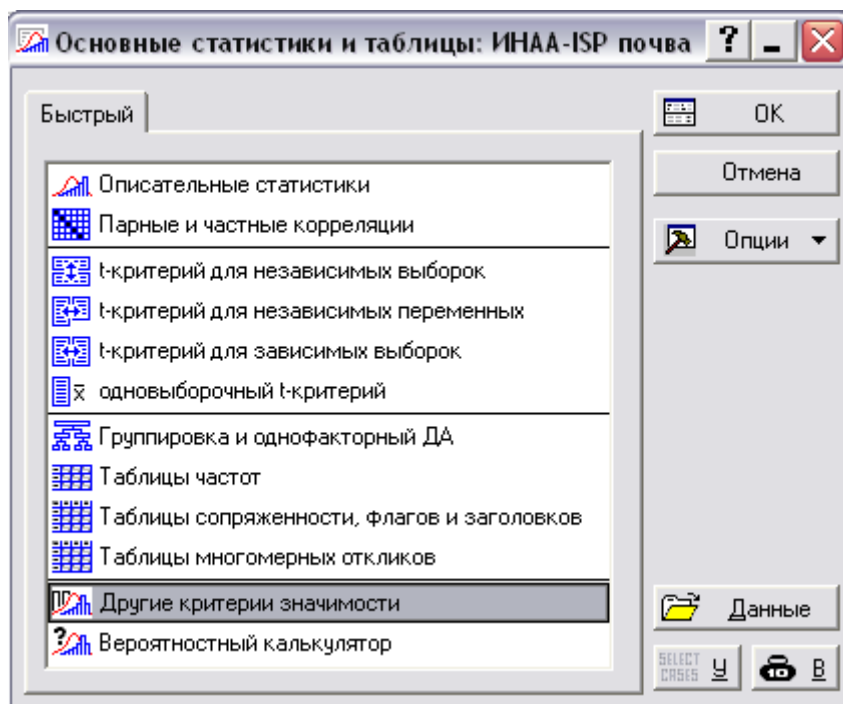 Основные статистики и таблицы: ИНАА-ISP почва
Быстрый
Описательные статистики
Парные и частные корреляции
t-критерий для независимых выборок
t-критерий для независимых переменных
t-критерий для зависимых выборок
одновыборочный t-критерий
Группировка и однофакторный ДА
Таблицы частот
Таблицы сопряженности, флагов и заголовков
Таблицы многомерных откликов
Другие критерии значимости
Вероятностный калькулятор
OK
Отмена
Опции
Данные
SELECT CASES У
В